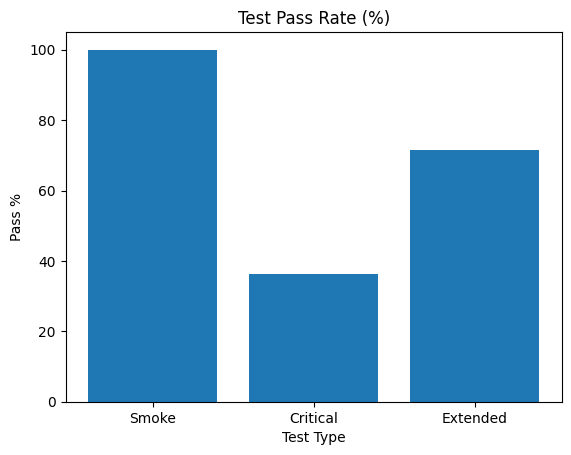 Test Pass Rate (%)
100
80
60
40
20
0
Pass %
Smoke
Critical
Extended
Test Type